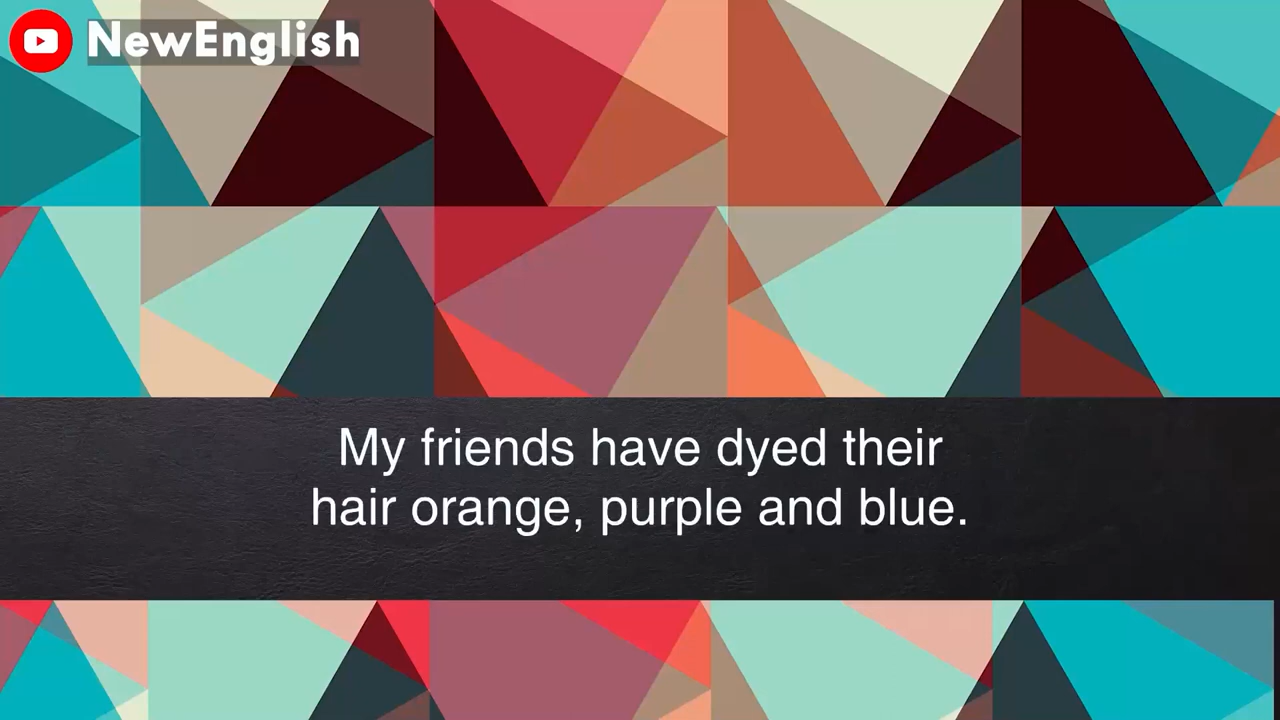 NewEnglish
My friends have dyed their
hair orange, purple and blue.